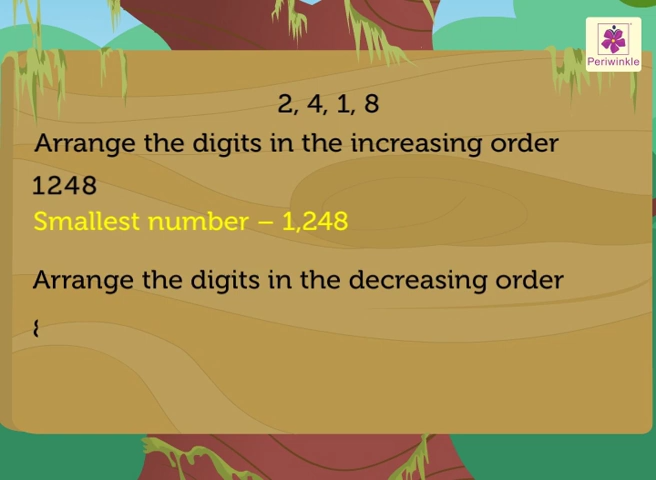 Periwinkle
2, 4, 1, 8
Arrange the digits in the increasing order
1248
Smallest number – 1,248
Arrange the digits in the decreasing order